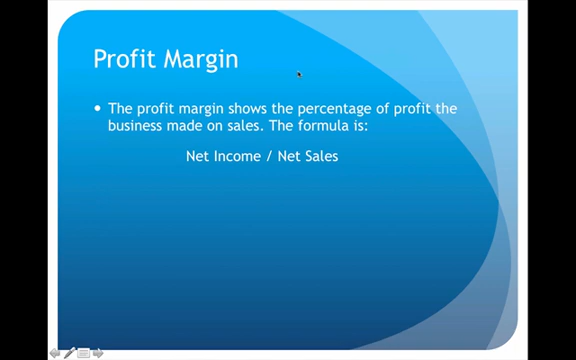 Profit Margin
• The profit margin shows the percentage of profit the
business made on sales. The formula is:
Net Income / Net Sales